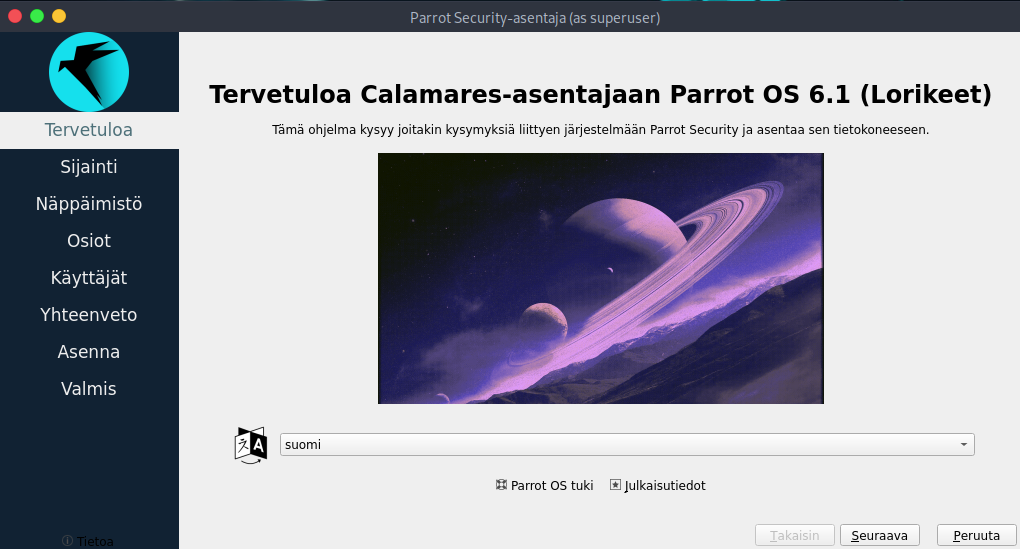 Parrot Security-asentaja (as superuser)
Tervetuloa
Sijainti
Näppäimistö
Osiot
Käyttäjät
Yhteenveto
Asenna
Valmis
Tietoa
Tervetuloa Calamares-asentajaan Parrot OS 6.1 (Lorikeet)
Tämä ohjelma kysyy joitakin kysymyksiä liittyen järjestelmään Parrot Security ja asentaa sen tietokoneeseen.
suomi
Parrot OS tuki Julkaisutiedot
Takaisin Seuraava Peruuta